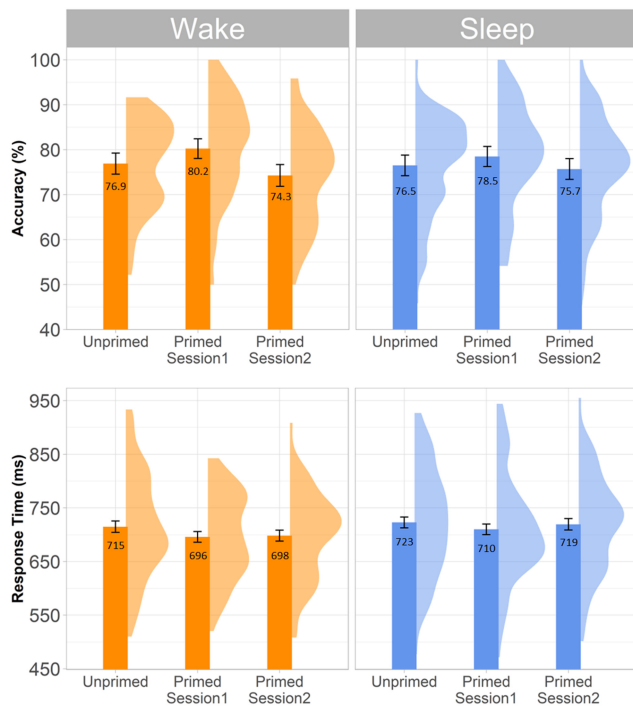 Wake
Sleep
Accuracy (%)
100
90
80
70
60
50
40
76.9
80.2
74.3
76.5
78.5
75.7
Unprimed
Primed
Session1
Primed
Session2
Unprimed
Primed
Session1
Primed
Session2
Response Time (ms)
950
850
750
650
550
450
715
696
698
723
710
719
Unprimed
Primed
Session1
Primed
Session2
Unprimed
Primed
Session1
Primed
Session2